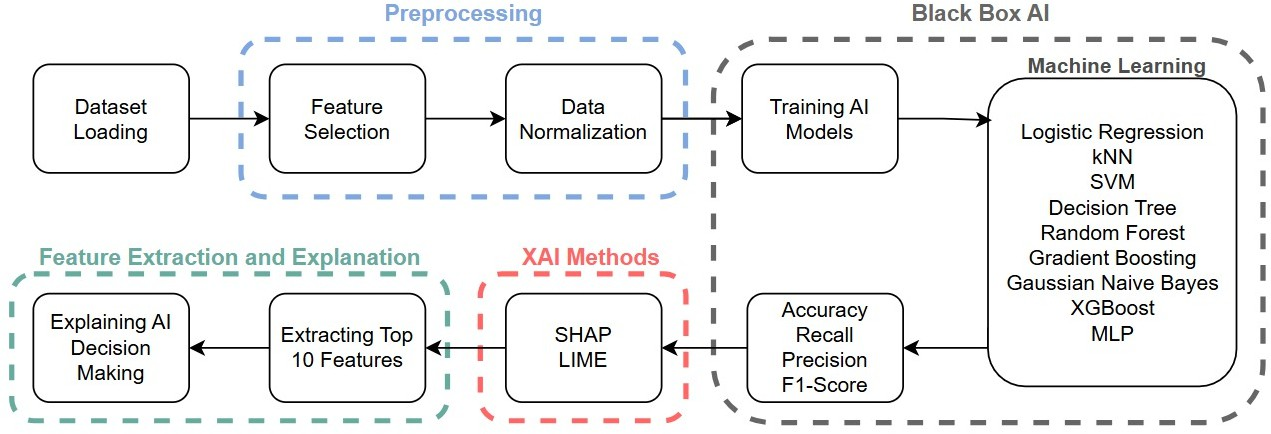 Preprocessing
Black Box AI
Dataset
Loading
Feature
Selection
Data
Normalization
Training AI
Models
Machine Learning
Logistic Regression
kNN
SVM
Decision Tree
Random Forest
Gradient Boosting
Gaussian Naive Bayes
XGBoost
MLP
Feature Extraction and Explanation
XAI Methods
Explaining AI
Decision
Making
Extracting Top
10 Features
SHAP
LIME
Accuracy
Recall
Precision
F1-Score